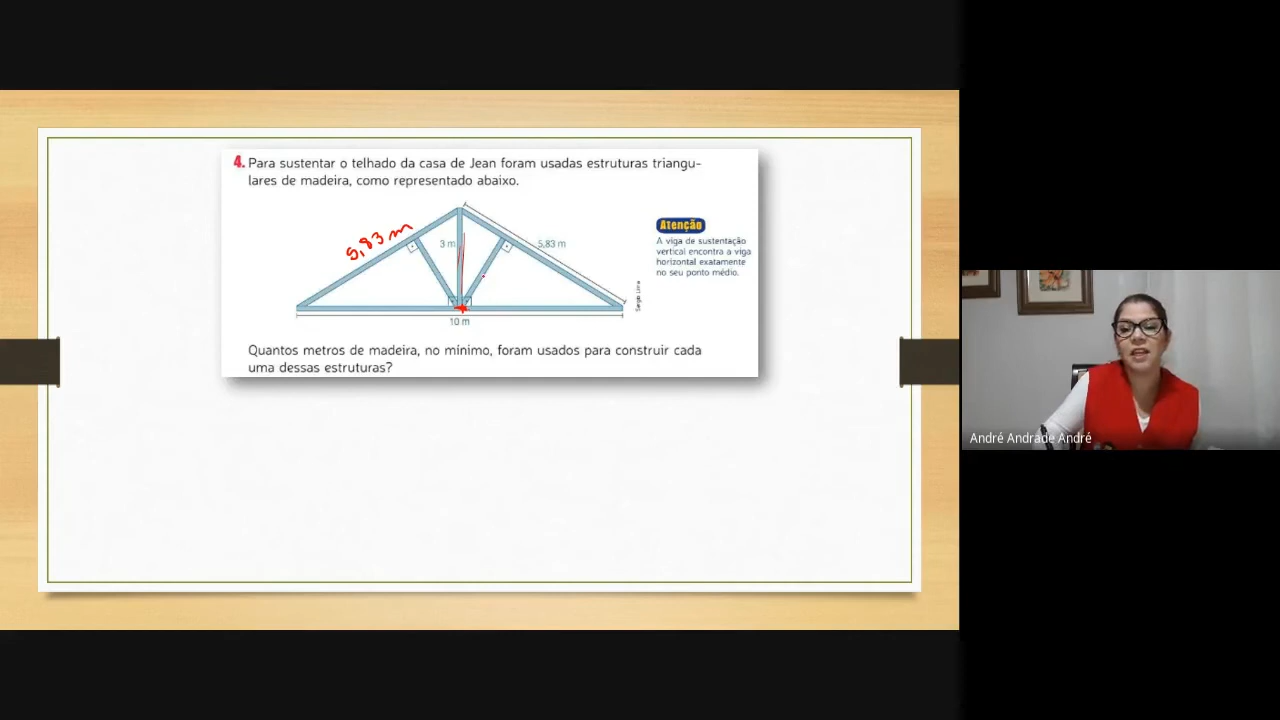 4. Para sustentar o telhado da casa de Jean foram usadas estruturas triangu-
lares de madeira, como representado abaixo.
5,83 m
3 m
5,83 m
10 m
Atenção
A viga de sustentação
vertical encontra a viga
horizontal exatamente
no seu ponto médio.
Sergio Lima
Quantos metros de madeira, no mínimo, foram usados para construir cada
uma dessas estruturas?
André Andrade André